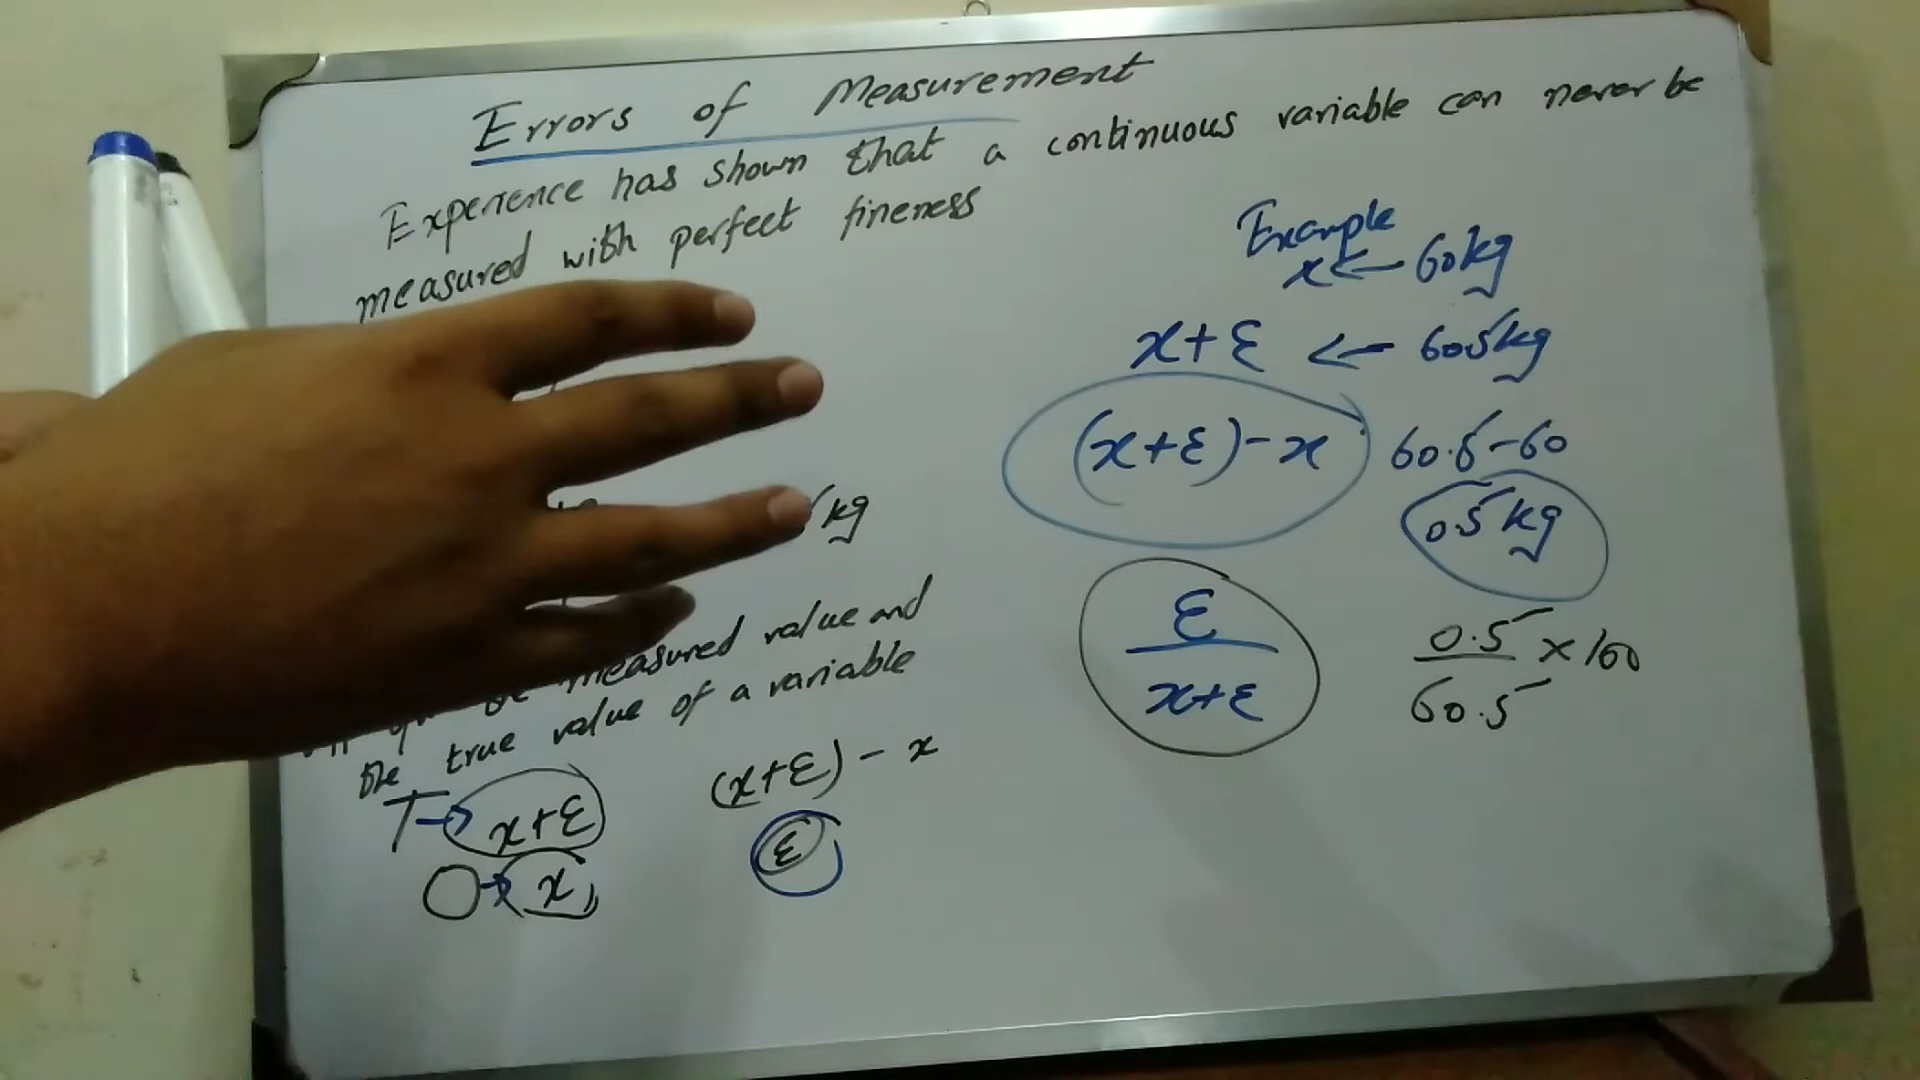 Errors of Measurement
Experience has shown that a continuous variable can never be
measured with perfect fineness
kg
measured value and
the true value of a variable
T→ x+ε
O→ x
(x+ε) - x
ε
Example
x ← 60kg
x+ε ← 60.5kg
(x+ε) - x 60.5-60
0.5kg
ε
x+ε
0.5 x 100
60.5